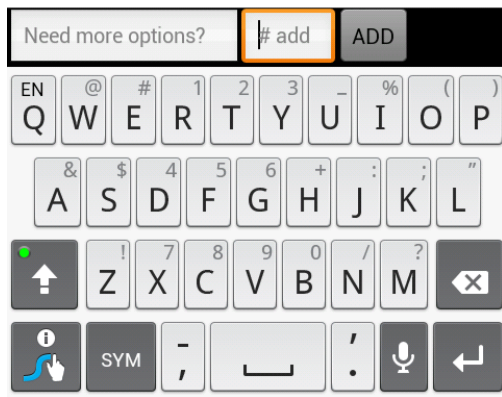 Need more options? # add ADD
EN @ # 1 2 3 _ % ( )
Q W E R T Y U I O P
& $ 4 5 6 + : ; "
A S D F G H J K L
! 7 8 9 0 / ?
Z X C V B N M
i SYM - , ' .